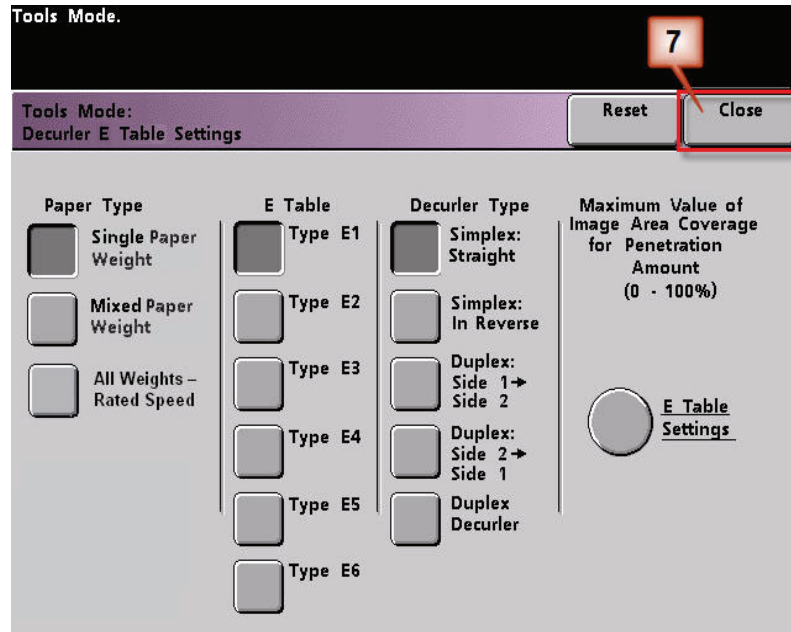 Tools Mode.
7
Tools Mode:
Decurler E Table Settings
Reset
Close
Paper Type
Single Paper
Weight
Mixed Paper
Weight
All Weights –
Rated Speed
E Table
Type E1
Type E2
Type E3
Type E4
Type E5
Type E6
Decurler Type
Simplex:
Straight
Simplex:
In Reverse
Duplex:
Side 1→
Side 2
Duplex:
Side 2→
Side 1
Duplex
Decurler
Maximum Value of
Image Area Coverage
for Penetration
Amount
(0 - 100%)
E Table
Settings